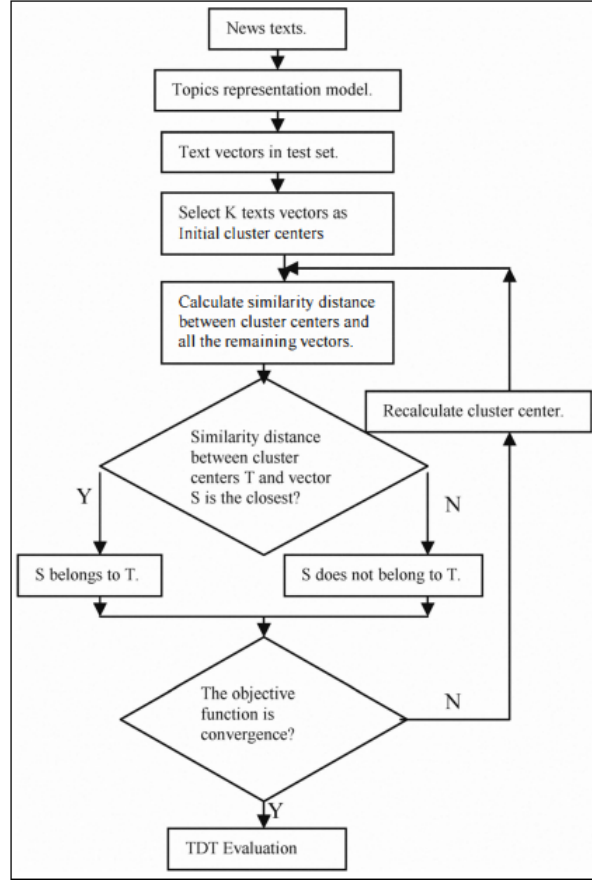 News texts.
Topics representation model.
Text vectors in test set.
Select K texts vectors as
Initial cluster centers
Calculate similarity distance
between cluster centers and
all the remaining vectors.
Recalculate cluster center.
Similarity distance
between cluster
centers T and vector
S is the closest?
Y
N
S belongs to T.
S does not belong to T.
The objective
function is
convergence?
N
Y
TDT Evaluation